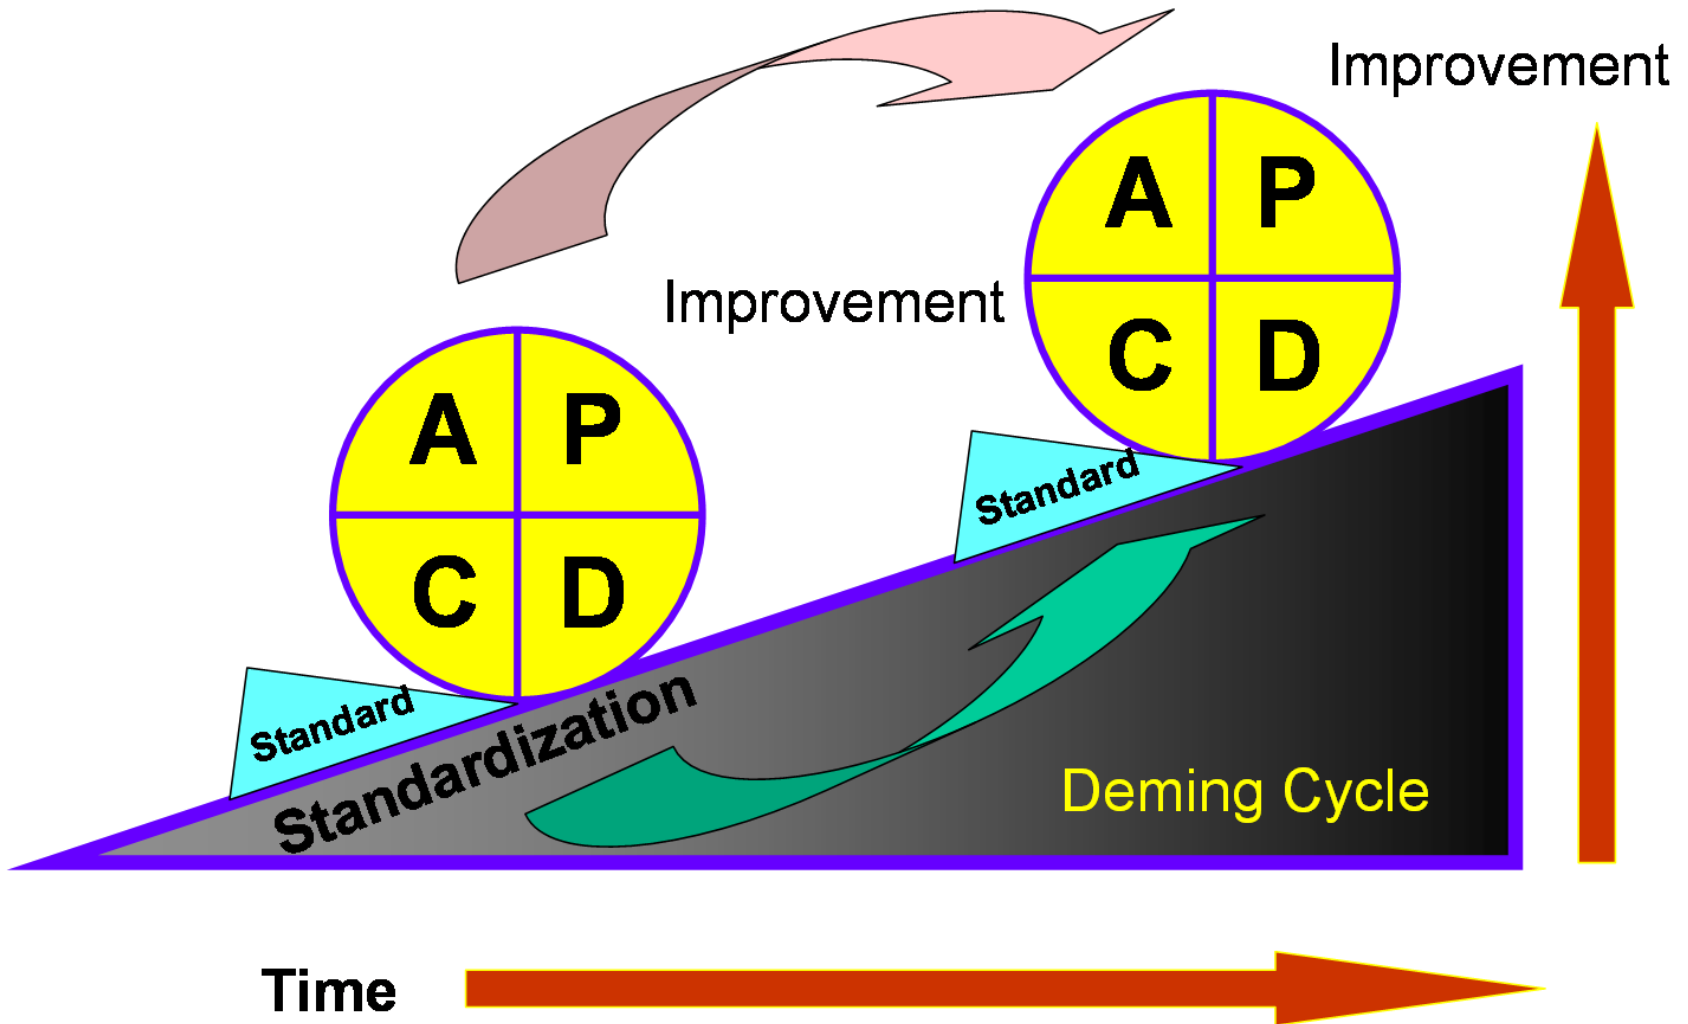 Improvement
A P
C D
Improvement
A P
C D
Standard
Standard
Standardization
Deming Cycle
Time